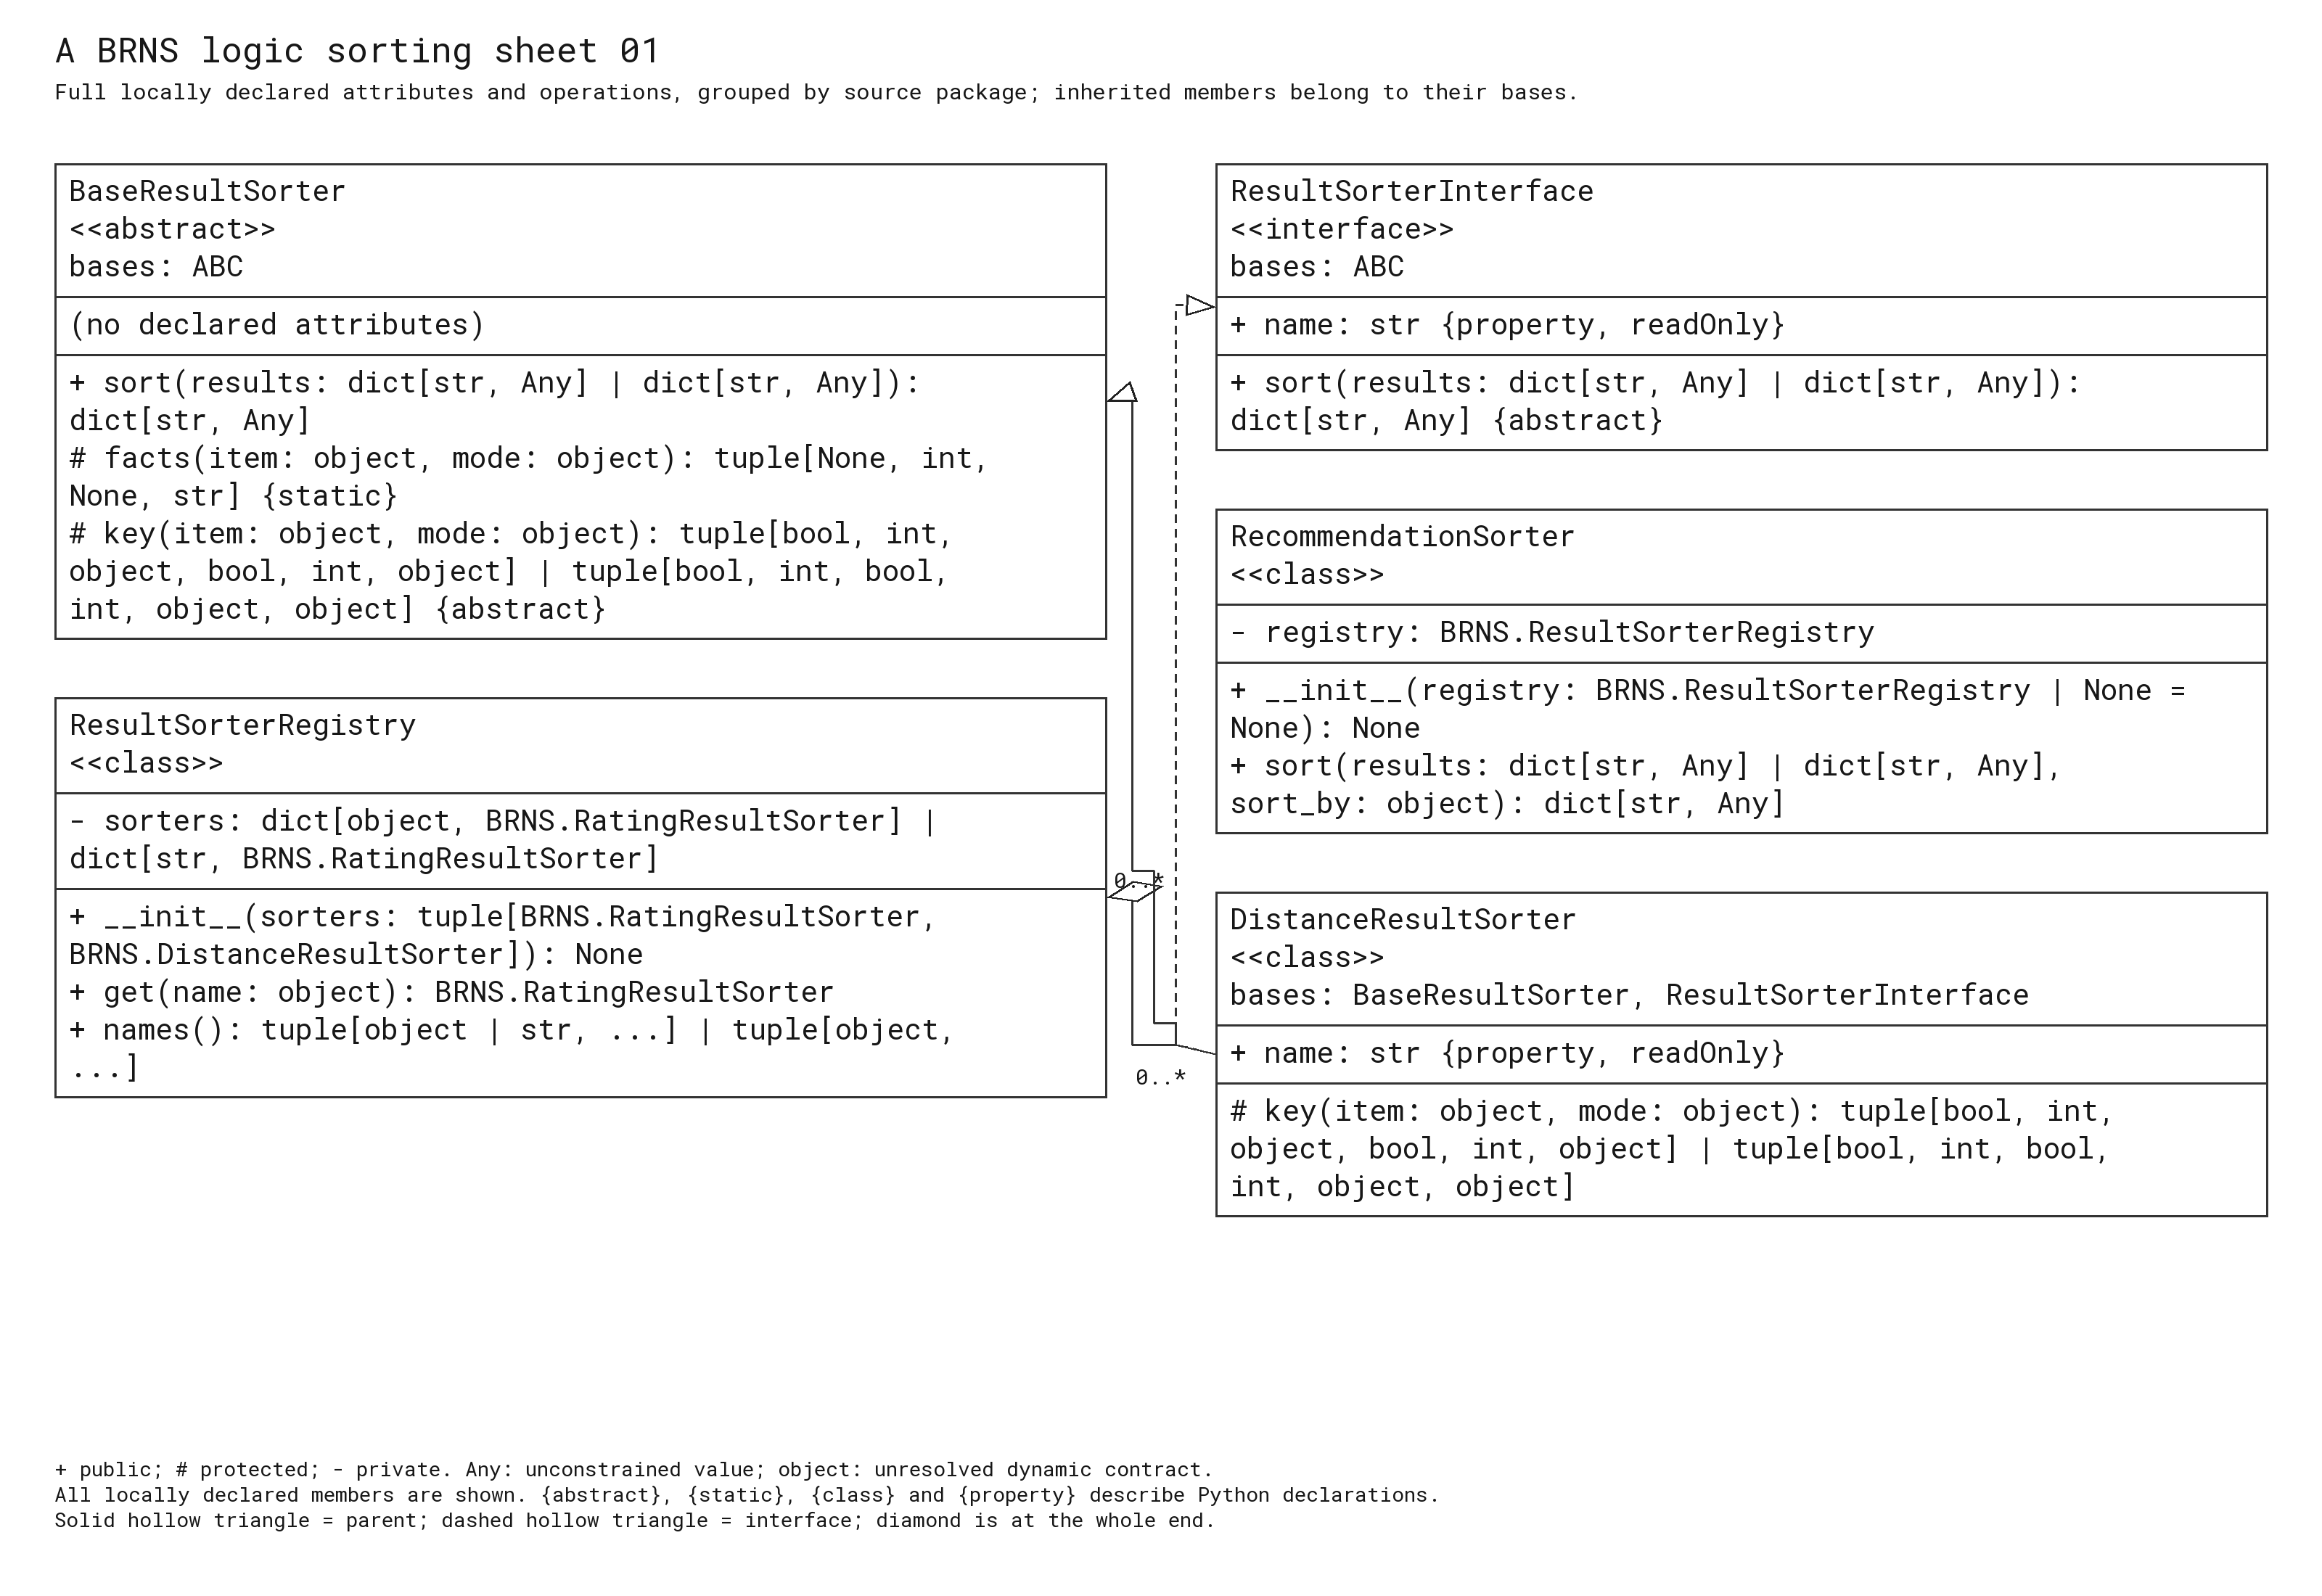 A BRNS logic sorting sheet 01
Full locally declared attributes and operations, grouped by source package; inherited members belong to their bases.
BaseResultSorter
<<abstract>>
bases: ABC
(no declared attributes)
+ sort(results: dict[str, Any] | dict[str, Any]):
dict[str, Any]
# facts(item: object, mode: object): tuple[None, int,
None, str] {static}
# key(item: object, mode: object): tuple[bool, int,
object, bool, int, object] | tuple[bool, int, bool,
int, object, object] {abstract}
ResultSorterRegistry
<<class>>
- sorters: dict[object, BRNS.RatingResultSorter] |
dict[str, BRNS.RatingResultSorter]
+ __init__(sorters: tuple[BRNS.RatingResultSorter,
BRNS.DistanceResultSorter]): None
+ get(name: object): BRNS.RatingResultSorter
+ names(): tuple[object | str, ...] | tuple[object,
...]
0..*
0..*
ResultSorterInterface
<<interface>>
bases: ABC
+ name: str {property, readOnly}
+ sort(results: dict[str, Any] | dict[str, Any]):
dict[str, Any] {abstract}
RecommendationSorter
<<class>>
- registry: BRNS.ResultSorterRegistry
+ __init__(registry: BRNS.ResultSorterRegistry | None =
None): None
+ sort(results: dict[str, Any] | dict[str, Any],
sort_by: object): dict[str, Any]
DistanceResultSorter
<<class>>
bases: BaseResultSorter, ResultSorterInterface
+ name: str {property, readOnly}
# key(item: object, mode: object): tuple[bool, int,
object, bool, int, object] | tuple[bool, int, bool,
int, object, object]
+ public; # protected; - private. Any: unconstrained value; object: unresolved dynamic contract.
All locally declared members are shown. {abstract}, {static}, {class} and {property} describe Python declarations.
Solid hollow triangle = parent; dashed hollow triangle = interface; diamond is at the whole end.